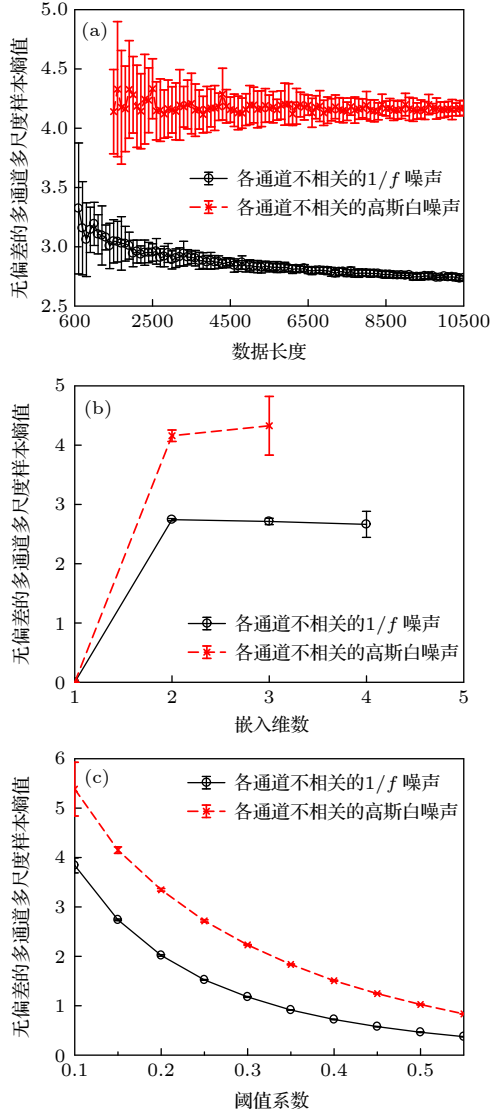 5.0
(a)
4.5
4.0
3.5
3.0
2.5
无偏差的多通道多尺度样本熵值
各通道不相关的1/f 噪声
各通道不相关的高斯白噪声
600 2500 4500 6500 8500 10500
数据长度
5
(b)
4
3
2
1
0
无偏差的多通道多尺度样本熵值
各通道不相关的1/f 噪声
各通道不相关的高斯白噪声
1 2 3 4 5
嵌入维数
6
(c)
5
4
3
2
1
0
无偏差的多通道多尺度样本熵值
各通道不相关的1/f 噪声
各通道不相关的高斯白噪声
0.1 0.2 0.3 0.4 0.5
阈值系数